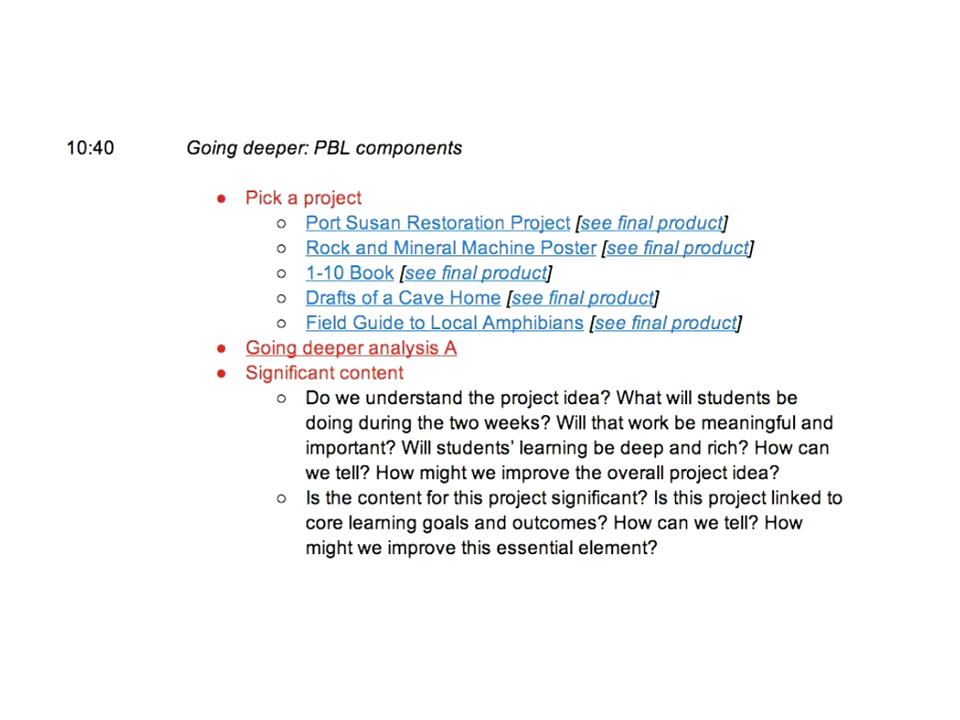 10:40 Going deeper: PBL components
● Pick a project
○ Port Susan Restoration Project [see final product]
○ Rock and Mineral Machine Poster [see final product]
○ 1-10 Book [see final product]
○ Drafts of a Cave Home [see final product]
○ Field Guide to Local Amphibians [see final product]
● Going deeper analysis A
● Significant content
○ Do we understand the project idea? What will students be
doing during the two weeks? Will that work be meaningful and
important? Will students’ learning be deep and rich? How can
we tell? How might we improve the overall project idea?
○ Is the content for this project significant? Is this project linked to
core learning goals and outcomes? How can we tell? How
might we improve this essential element?